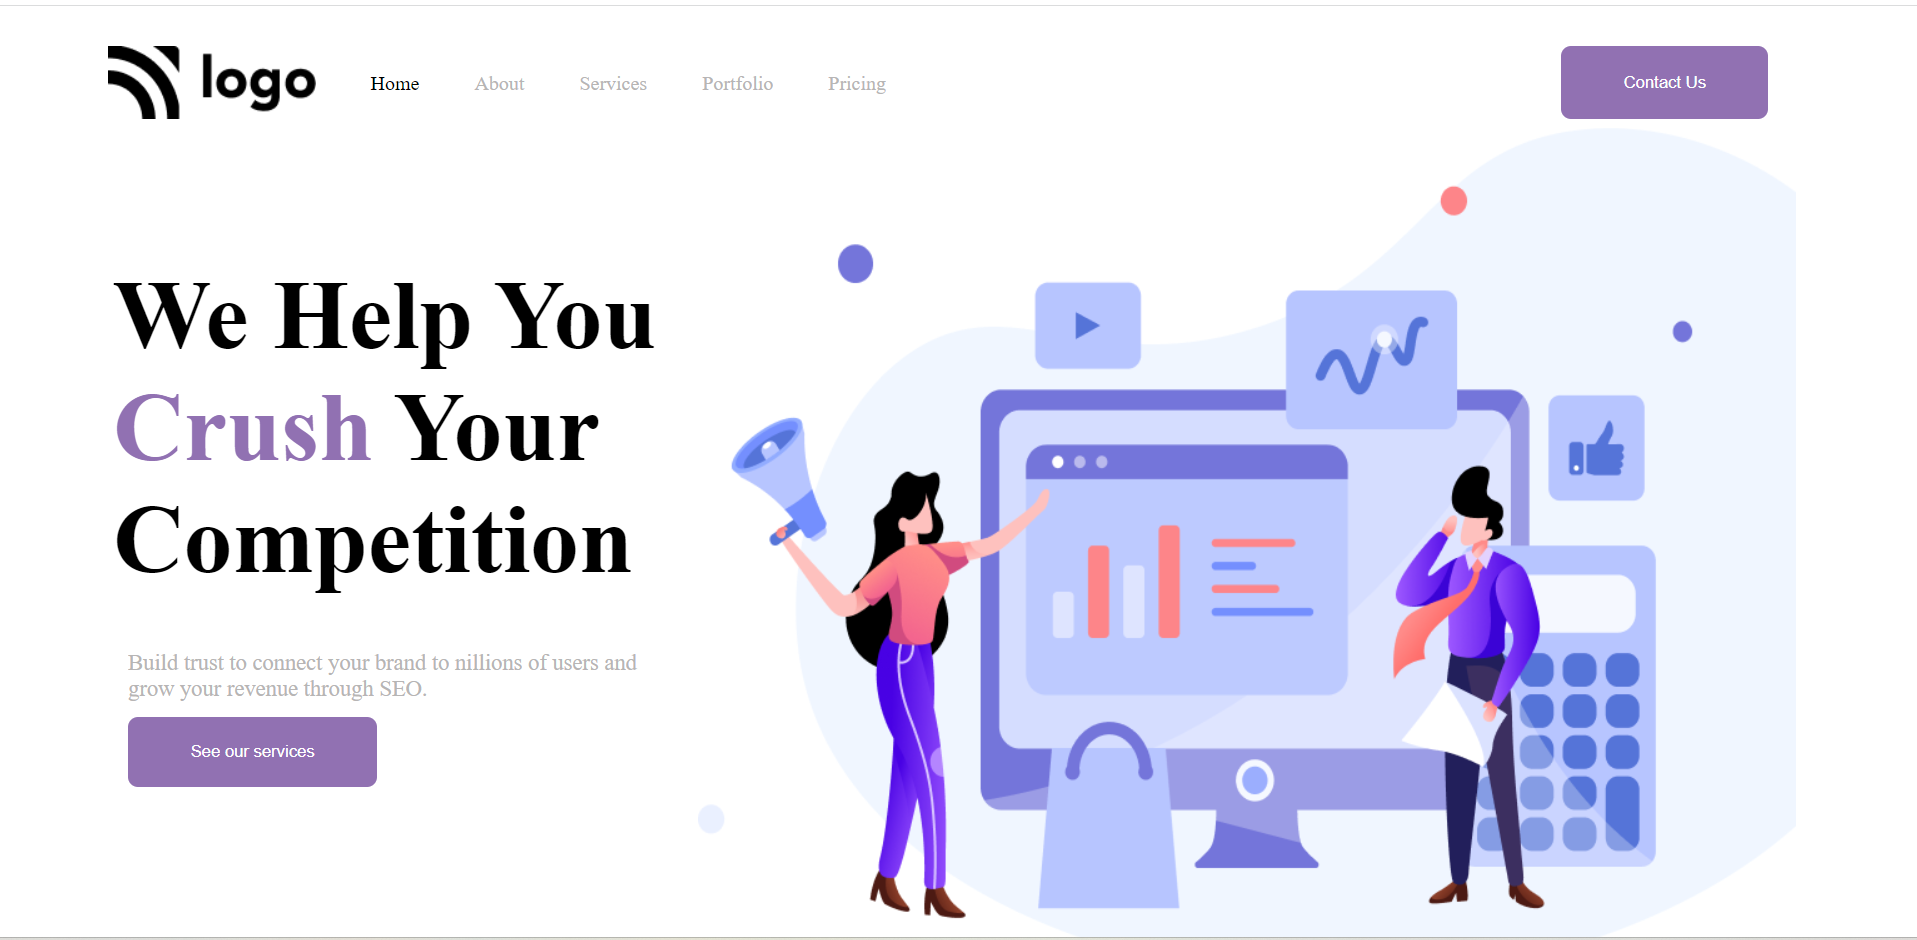 logo
Home About Services Portfolio Pricing
Contact Us
We Help You
Crush Your
Competition
Build trust to connect your brand to nillions of users and
grow your revenue through SEO.
See our services